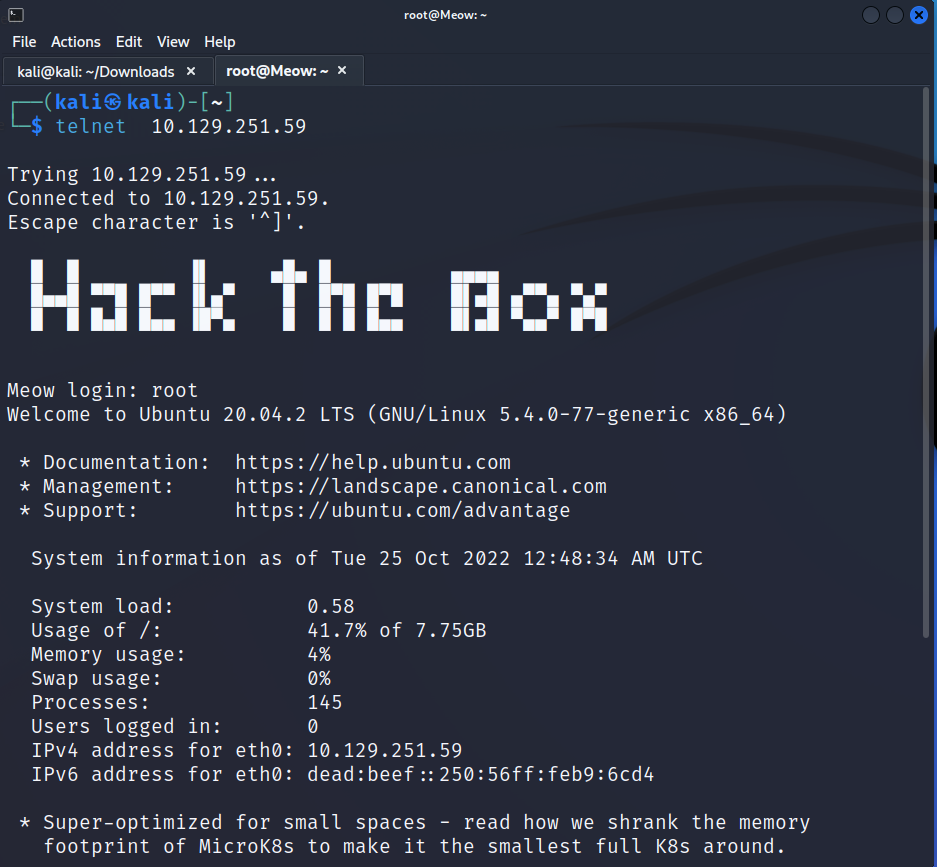 root@Meow: ~
File Actions Edit View Help
kali@kali: ~/Downloads × root@Meow: ~ ×
┌──(kali㉿kali)-[~]
└─$ telnet  10.129.251.59
Trying 10.129.251.59...
Connected to 10.129.251.59.
Escape character is '^]'.
Hack the Box
Meow login: root
Welcome to Ubuntu 20.04.2 LTS (GNU/Linux 5.4.0-77-generic x86_64)
* Documentation:  https://help.ubuntu.com
* Management:     https://landscape.canonical.com
* Support:        https://ubuntu.com/advantage
System information as of Tue 25 Oct 2022 12:48:34 AM UTC
System load:           0.58
Usage of /:            41.7% of 7.75GB
Memory usage:          4%
Swap usage:            0%
Processes:             145
Users logged in:       0
IPv4 address for eth0: 10.129.251.59
IPv6 address for eth0: dead:beef::250:56ff:feb9:6cd4
* Super-optimized for small spaces - read how we shrank the memory
footprint of MicroK8s to make it the smallest full K8s around.